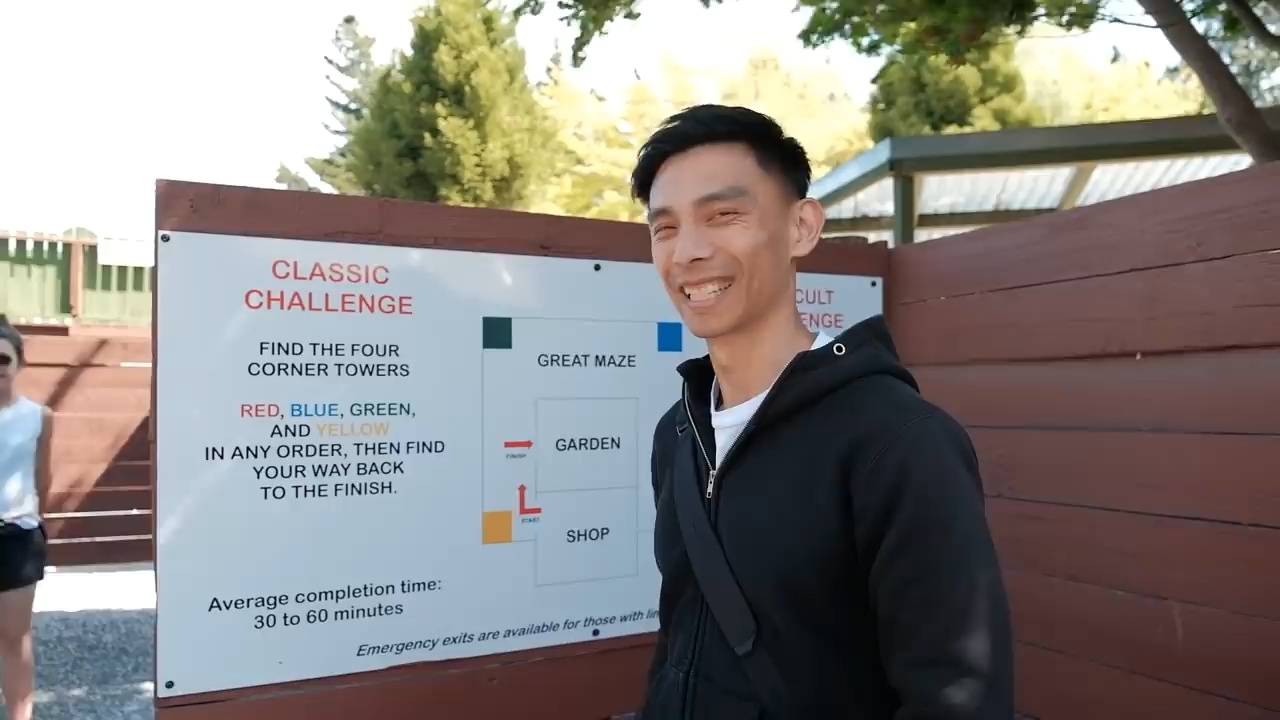 CLASSIC
CHALLENGE
FIND THE FOUR
CORNER TOWERS
RED, BLUE, GREEN,
AND YELLOW
IN ANY ORDER, THEN FIND
YOUR WAY BACK
TO THE FINISH.
Average completion time:
30 to 60 minutes
Emergency exits are available for those with
GREAT MAZE
GARDEN
FINISH
START
SHOP